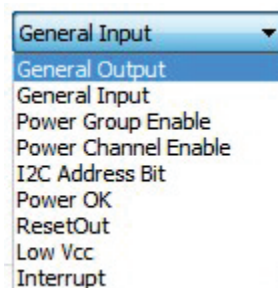 General Input
General Output
General Input
Power Group Enable
Power Channel Enable
I2C Address Bit
Power OK
ResetOut
Low Vcc
Interrupt